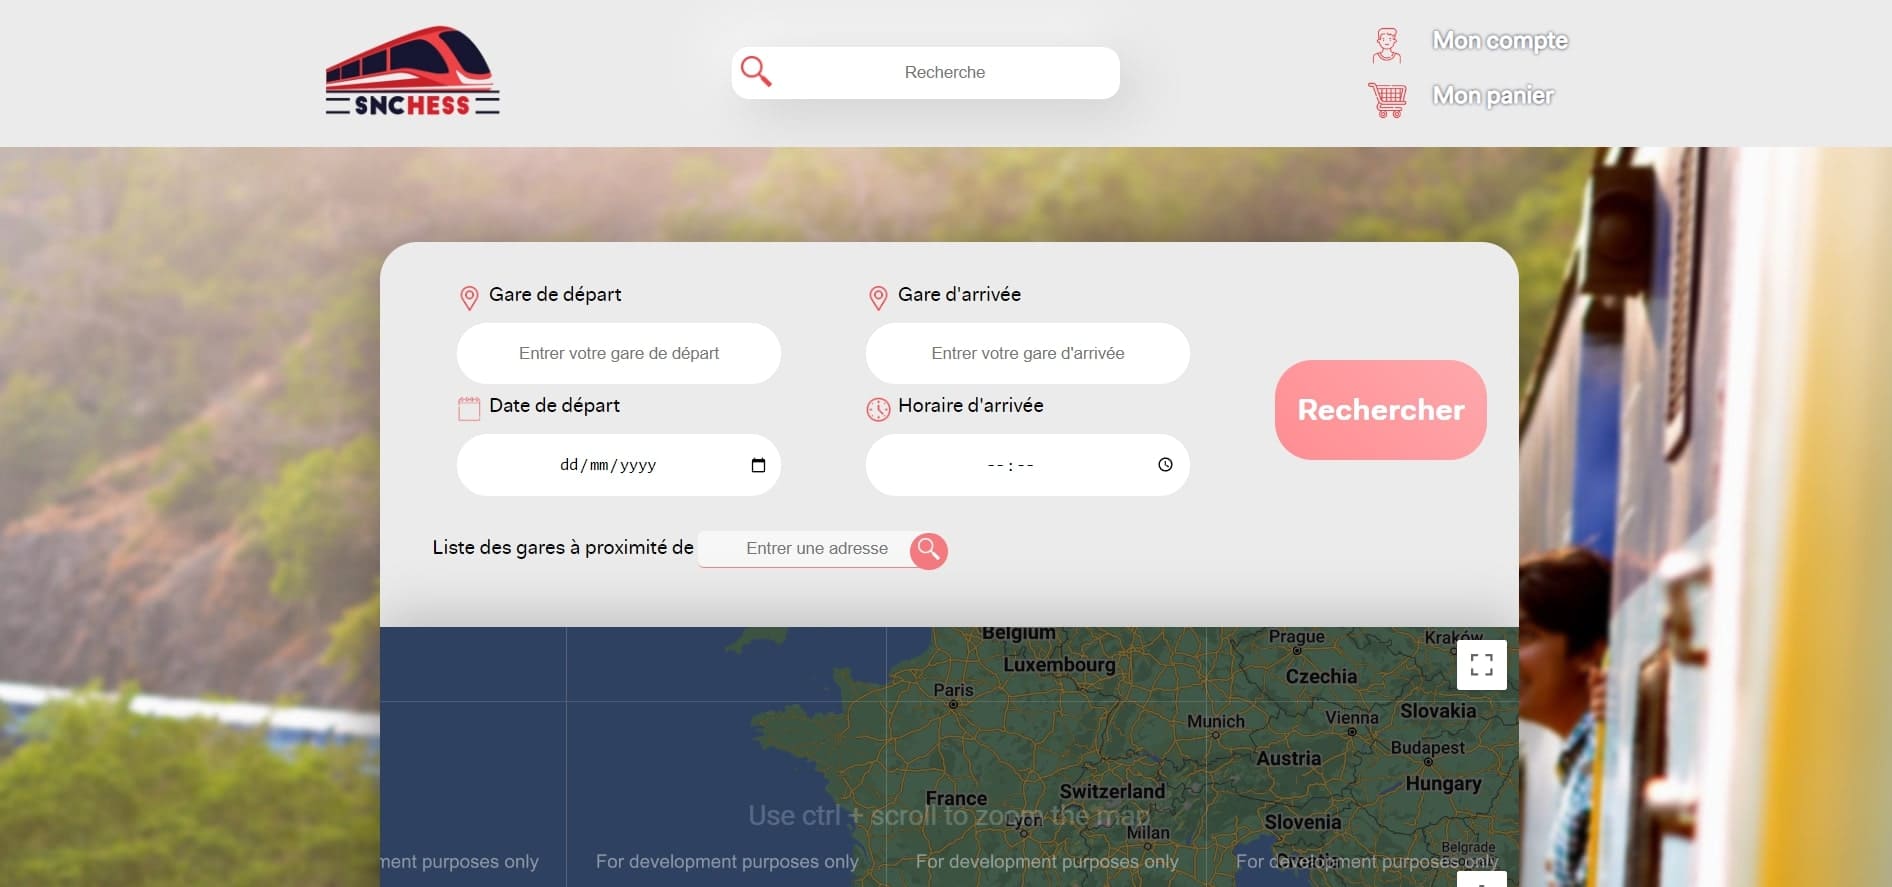 SNCHESS
Recherche
Mon compte
Mon panier
Gare de départ
Gare d'arrivée
Entrer votre gare de départ
Entrer votre gare d'arrivée
Date de départ
Horaire d'arrivée
Rechercher
dd/mm/yyyy
--:--
Liste des gares à proximité de
Entrer une adresse
Belgium
Prague
Kraków
Luxembourg
Czechia
Paris
Munich
Vienna
Slovakia
Budapest
Austria
Hungary
France
Switzerland
Use ctrl + scroll to zoom the map
Lyon
Milan
Slovenia
Belgrade
Croatia
ment purposes only
For development purposes only
For development purposes only
For development purposes only